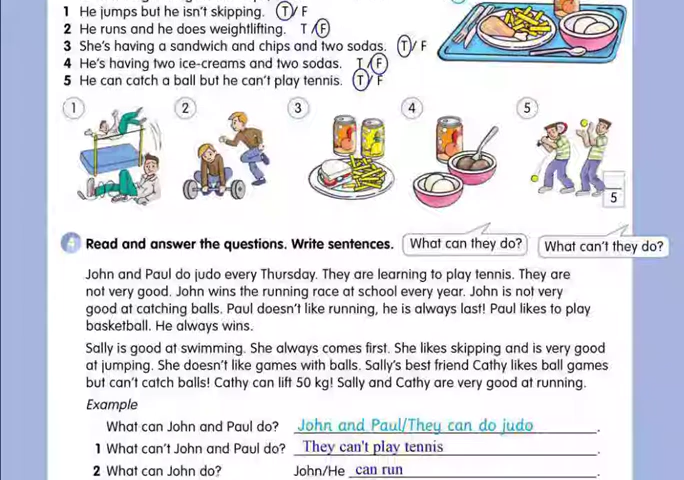 1 He jumps but he isn't skipping. T / F
2 He runs and he does weightlifting. T / F
3 She's having a sandwich and chips and two sodas. T / F
4 He's having two ice-creams and two sodas. T / F
5 He can catch a ball but he can't play tennis. T / F
1 2 3 4 5
5
4 Read and answer the questions. Write sentences. What can they do? What can't they do?
John and Paul do judo every Thursday. They are learning to play tennis. They are
not very good. John wins the running race at school every year. John is not very
good at catching balls. Paul doesn't like running, he is always last! Paul likes to play
basketball. He always wins.
Sally is good at swimming. She always comes first. She likes skipping and is very good
at jumping. She doesn't like games with balls. Sally's best friend Cathy likes ball games
but can't catch balls! Cathy can lift 50 kg! Sally and Cathy are very good at running.
Example
What can John and Paul do? John and Paul/They can do judo.
1 What can't John and Paul do? They can't play tennis.
2 What can John do? John/He can run.